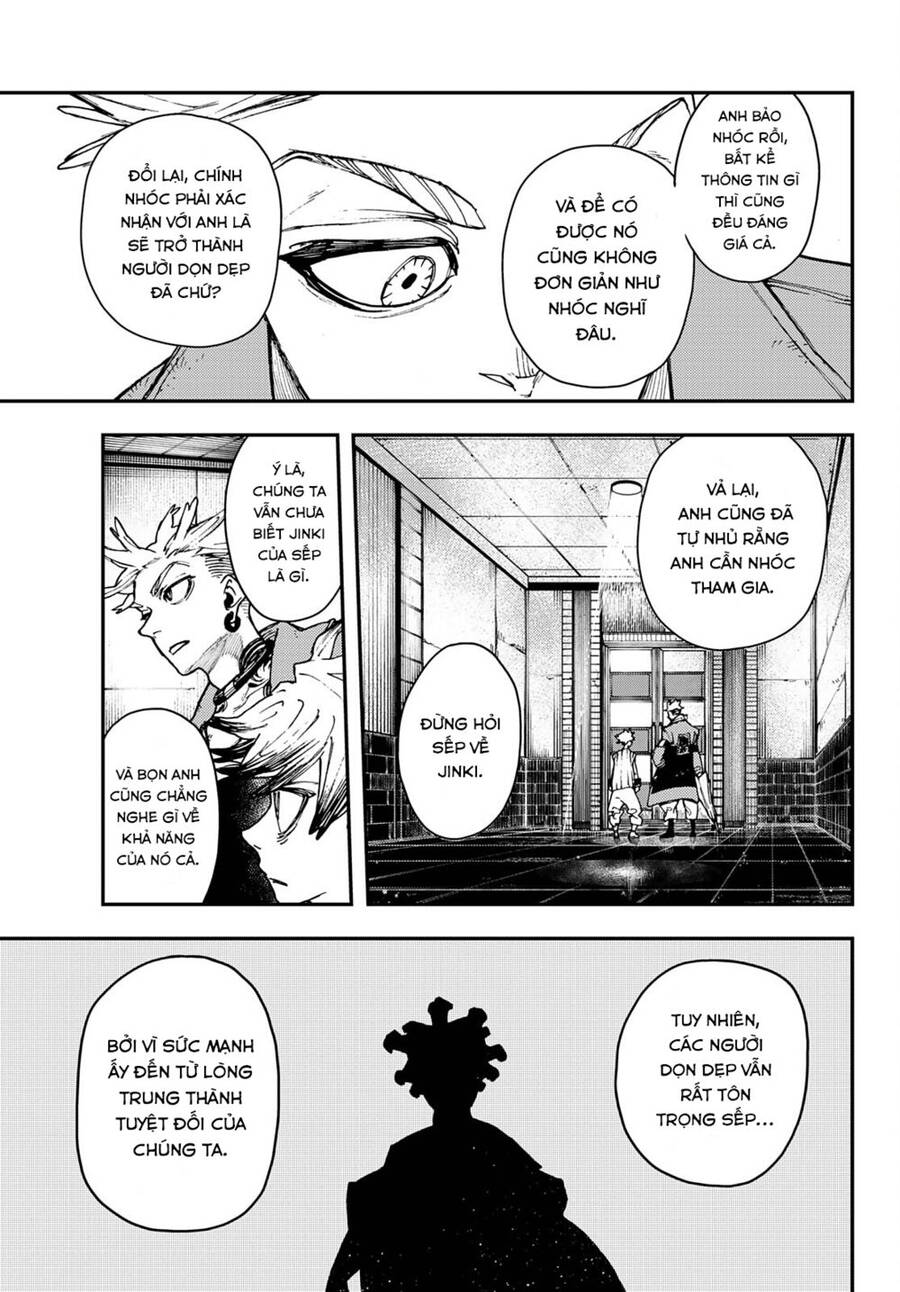 ANH BẢO
NHÓC RỒI,
BẤT KỂ
THÔNG TIN GÌ
THÌ CŨNG
ĐỀU ĐÁNG
GIÁ CẢ.
VÀ ĐỂ CÓ
ĐƯỢC NÓ
CŨNG KHÔNG
ĐƠN GIẢN NHƯ
NHÓC NGHĨ
ĐÂU.
ĐỔI LẠI, CHÍNH
NHÓC PHẢI XÁC
NHẬN VỚI ANH LÀ
SẼ TRỞ THÀNH
NGƯỜI DỌN DẸP
ĐÃ CHỨ?
VẢ LẠI,
ANH CŨNG ĐÃ
TỰ NHỦ RẰNG
ANH CẦN NHÓC
THAM GIA.
ĐỪNG HỎI
SẾP VỀ
JINKI.
Ý LÀ,
CHÚNG TA
VẪN CHƯA
BIẾT JINKI
CỦA SẾP
LÀ GÌ.
VÀ BỌN ANH
CŨNG CHẲNG
NGHE GÌ VỀ
KHẢ NĂNG
CỦA NÓ CẢ.
TUY NHIÊN,
CÁC NGƯỜI
DỌN DẸP VẪN
RẤT TÔN
TRỌNG SẾP...
BỞI VÌ SỨC MẠNH
ẤY ĐẾN TỪ LÒNG
TRUNG THÀNH
TUYỆT ĐỐI CỦA
CHÚNG TA.